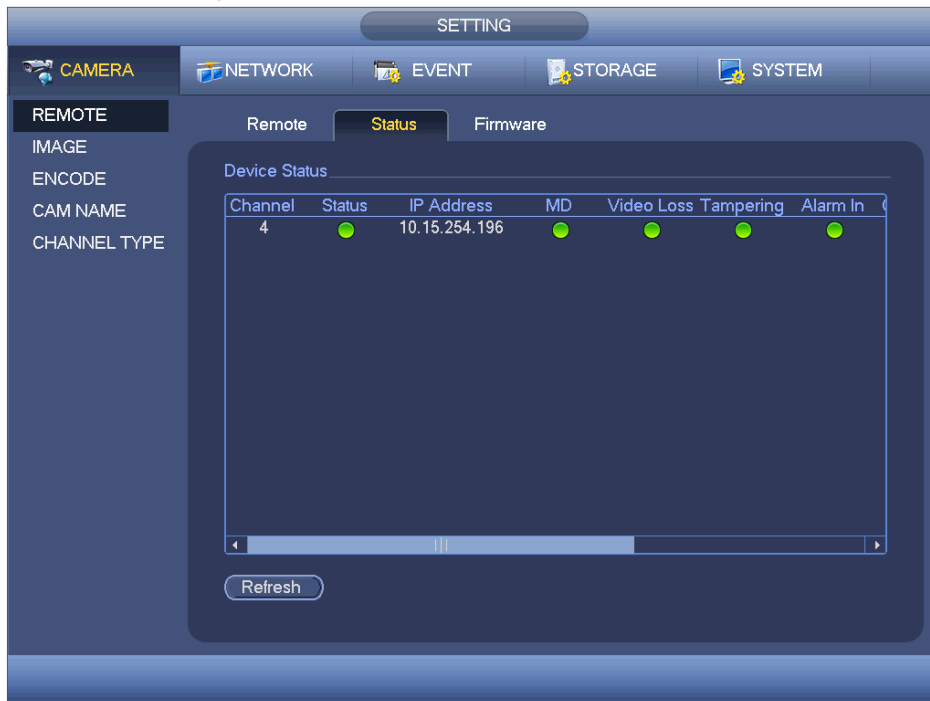 SETTING
CAMERA NETWORK EVENT STORAGE SYSTEM
REMOTE
IMAGE
ENCODE
CAM NAME
CHANNEL TYPE
Remote Status Firmware
Device Status
Channel Status IP Address MD Video Loss Tampering Alarm In
4 10.15.254.196
Refresh